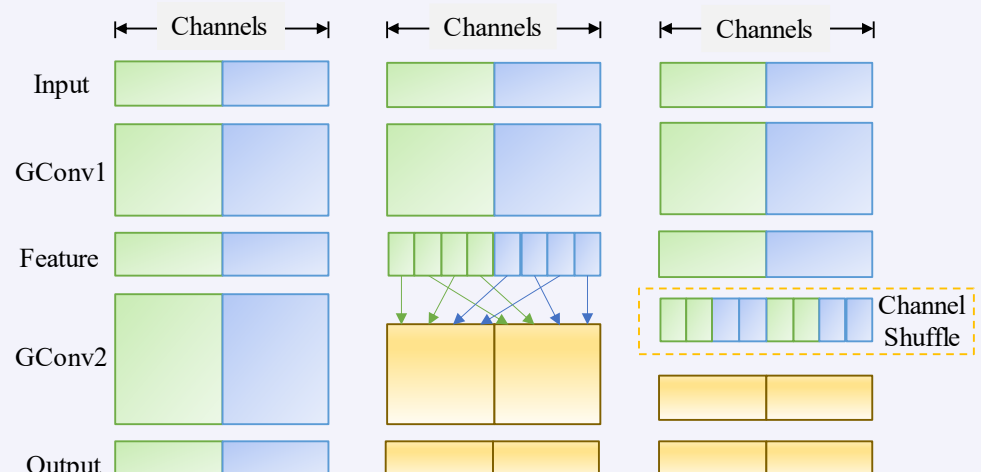 Channels Channels Channels
Input
GConv1
Feature
Channel
Shuffle
GConv2
Output